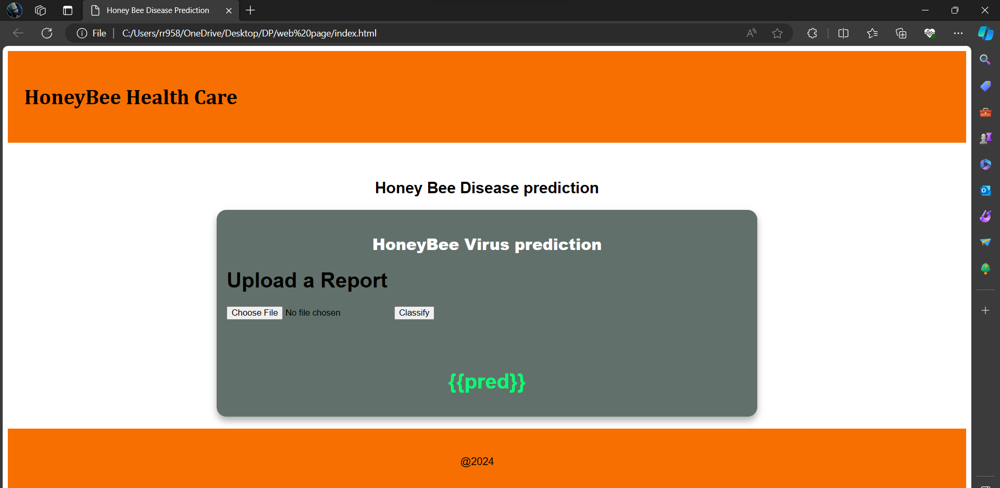 Honey Bee Disease Prediction
File
C:/Users/rr958/OneDrive/Desktop/DP/web%20page/index.html
HoneyBee Health Care
Honey Bee Disease prediction
HoneyBee Virus prediction
Upload a Report
Choose File No file chosen Classify
{{pred}}
@2024